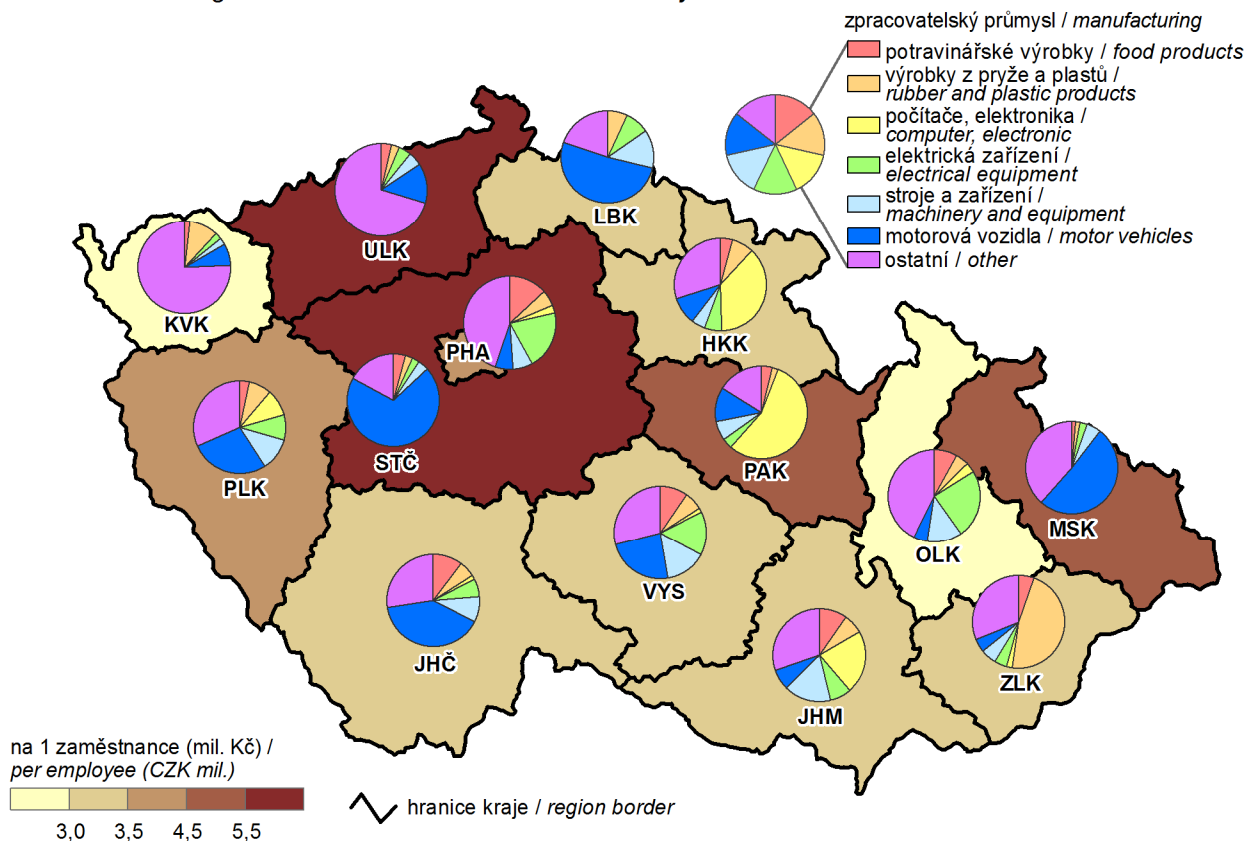 zpracovatelský průmysl / manufacturing
potravinářské výrobky / food products
výrobky z pryže a plastů /
rubber and plastic products
počítače, elektronika /
computer, electronic
elektrická zařízení /
electrical equipment
stroje a zařízení /
machinery and equipment
motorová vozidla / motor vehicles
ostatní / other
LBK
ULK
KVK
HKK
PHA
STČ
PAK
PLK
MSK
OLK
VYS
JHČ
ZLK
JHM
na 1 zaměstnance (mil. Kč) /
per employee (CZK mil.)
3,0 3,5 4,5 5,5
hranice kraje / region border